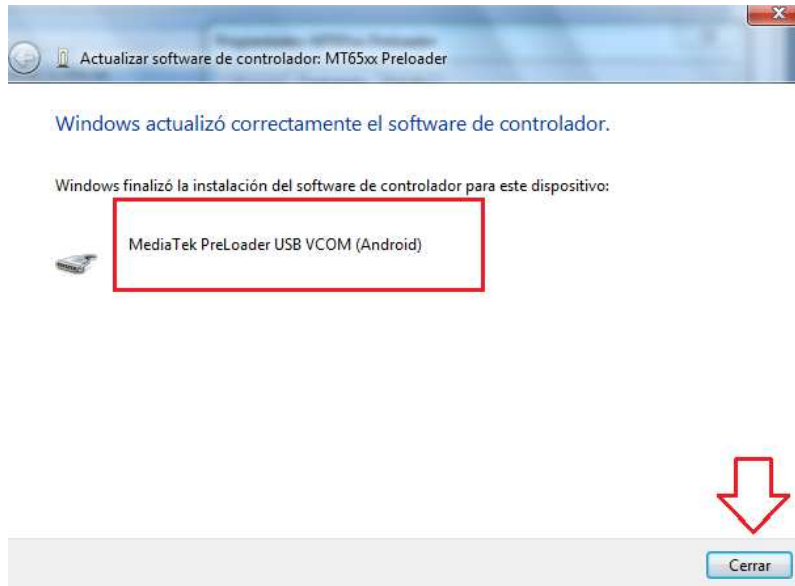 Actualizar software de controlador: MT65xx Preloader
Windows actualizó correctamente el software de controlador.
Windows finalizó la instalación del software de controlador para este dispositivo:
MediaTek PreLoader USB VCOM (Android)
Cerrar